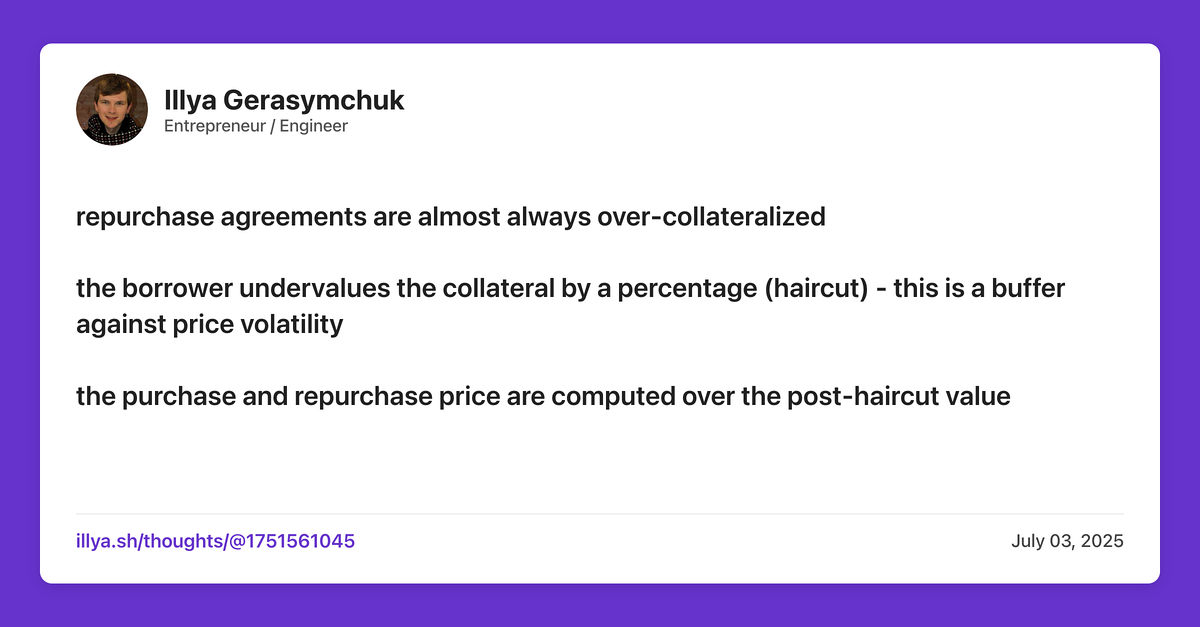 Illya Gerasymchuk
Entrepreneur / Engineer
repurchase agreements are almost always over-collateralized
the borrower undervalues the collateral by a percentage (haircut) - this is a buffer
against price volatility
the purchase and repurchase price are computed over the post-haircut value
illya.sh/thoughts/@1751561045
July 03, 2025